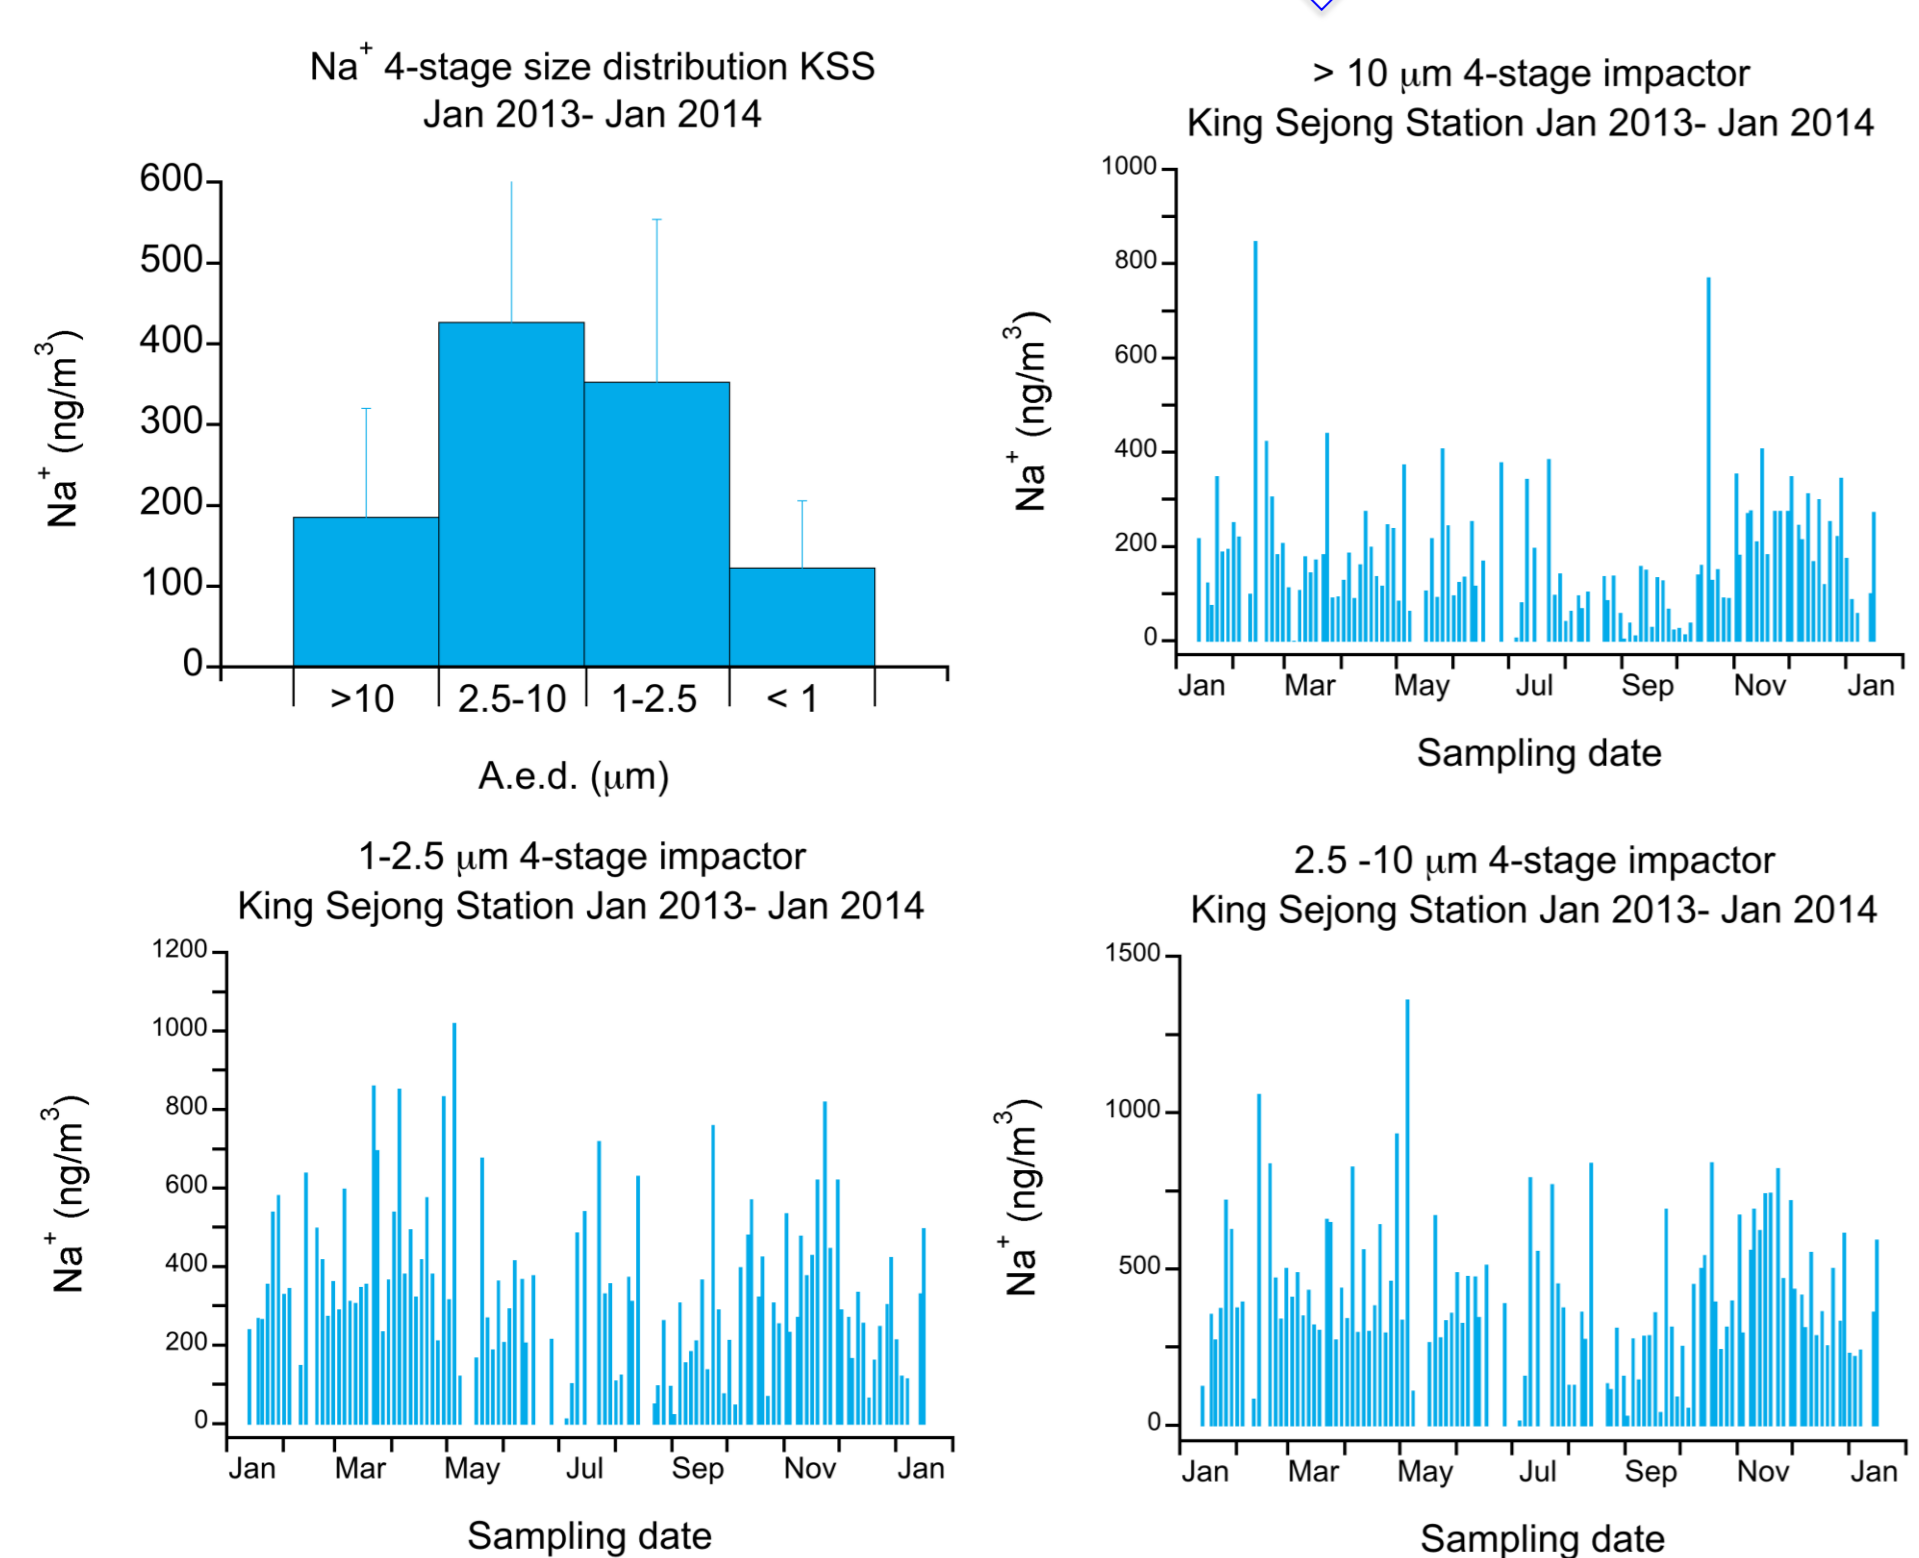 Na⁺ 4-stage size distribution KSS
Jan 2013- Jan 2014
600
500
400
300
200
100
0
Na⁺ (ng/m³)
>10 2.5-10 1-2.5 < 1
A.e.d. (μm)
> 10 μm 4-stage impactor
King Sejong Station Jan 2013- Jan 2014
1000
800
600
400
200
0
Na⁺ (ng/m³)
Jan Mar May Jul Sep Nov Jan
Sampling date
1-2.5 μm 4-stage impactor
King Sejong Station Jan 2013- Jan 2014
1200
1000
800
600
400
200
0
Na⁺ (ng/m³)
Jan Mar May Jul Sep Nov Jan
Sampling date
2.5 -10 μm 4-stage impactor
King Sejong Station Jan 2013- Jan 2014
1500
1000
500
0
Na⁺ (ng/m³)
Jan Mar May Jul Sep Nov Jan
Sampling date